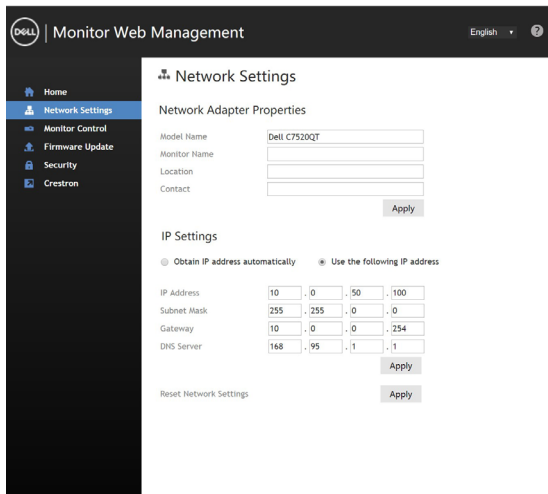 DELL | Monitor Web Management
English ?
Home
Network Settings
Monitor Control
Firmware Update
Security
Crestron
Network Settings
Network Adapter Properties
Model Name Dell C7520QT
Monitor Name
Location
Contact
Apply
IP Settings
Obtain IP address automatically Use the following IP address
IP Address 10 . 0 . 50 . 100
Subnet Mask 255 . 255 . 0 . 0
Gateway 10 . 0 . 0 . 254
DNS Server 168 . 95 . 1 . 1
Apply
Reset Network Settings Apply